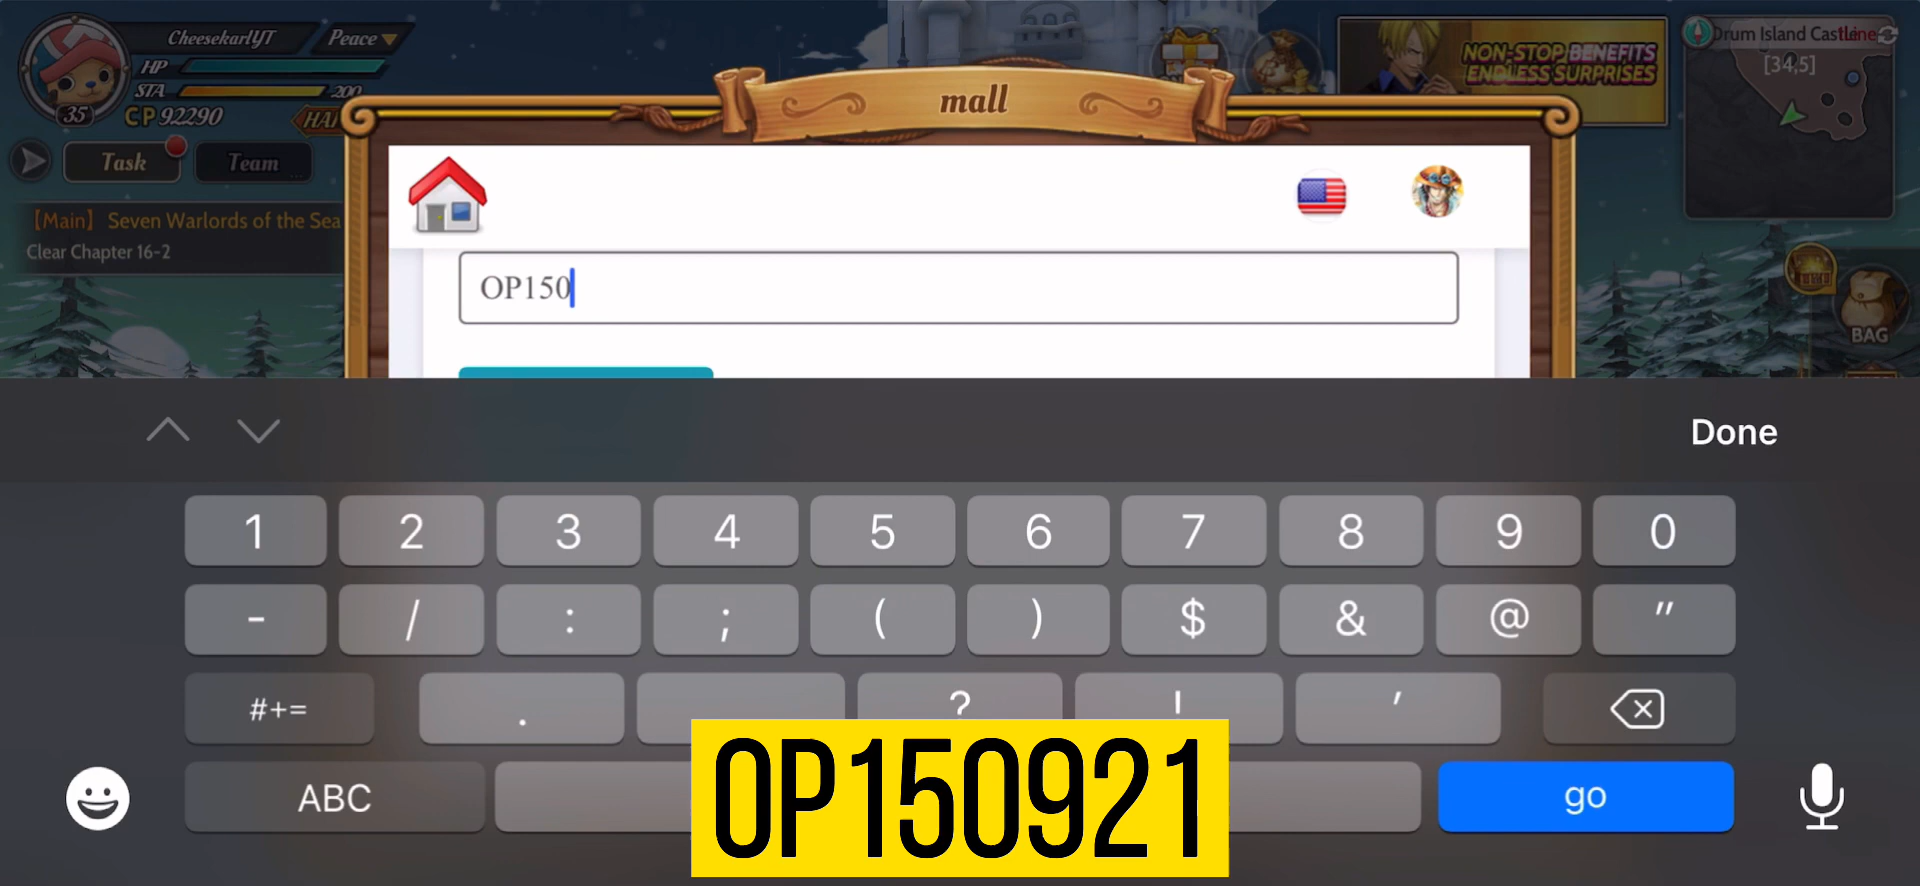 CheesekarlYT
Peace
HP
STA
200
35
CP 92290
Task
Team
...
【Main】 Seven Warlords of the Sea
Clear Chapter 16-2
mall
NON-STOP BENEFITS
ENDLESS SURPRISES
Drum Island Castle
[34,5]
BAG
OP150
Done
1 2 3 4 5 6 7 8 9 0
- / : ; ( ) $ & @ "
#+= . ? ! '
ABC
go
OP150921